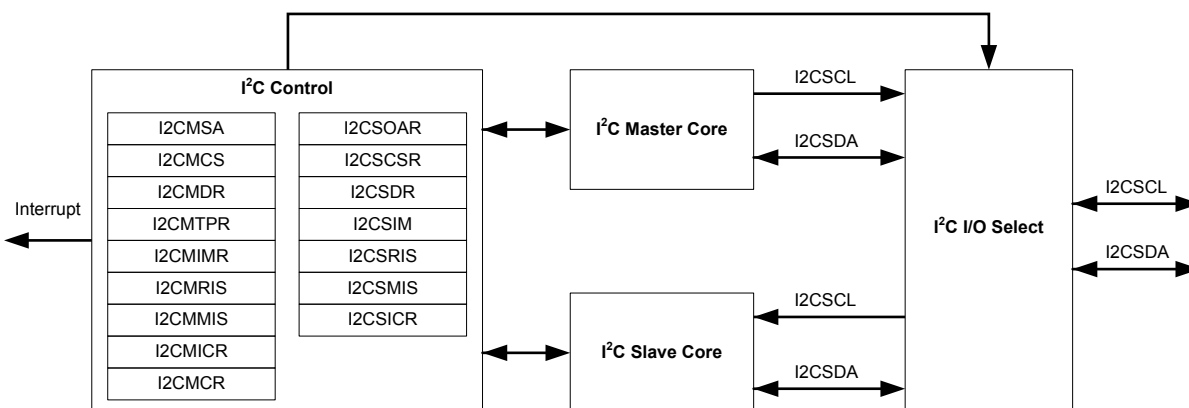 I²C Control
I2CMSA
I2CMCS
I2CMDR
I2CMTPR
I2CMIMR
I2CMRIS
I2CMMIS
I2CMICR
I2CMCR
I2CSOAR
I2CSCSR
I2CSDR
I2CSIM
I2CSRIS
I2CSMIS
I2CSICR
Interrupt
I²C Master Core
I2CSCL
I2CSDA
I²C Slave Core
I2CSCL
I2CSDA
I²C I/O Select
I2CSCL
I2CSDA